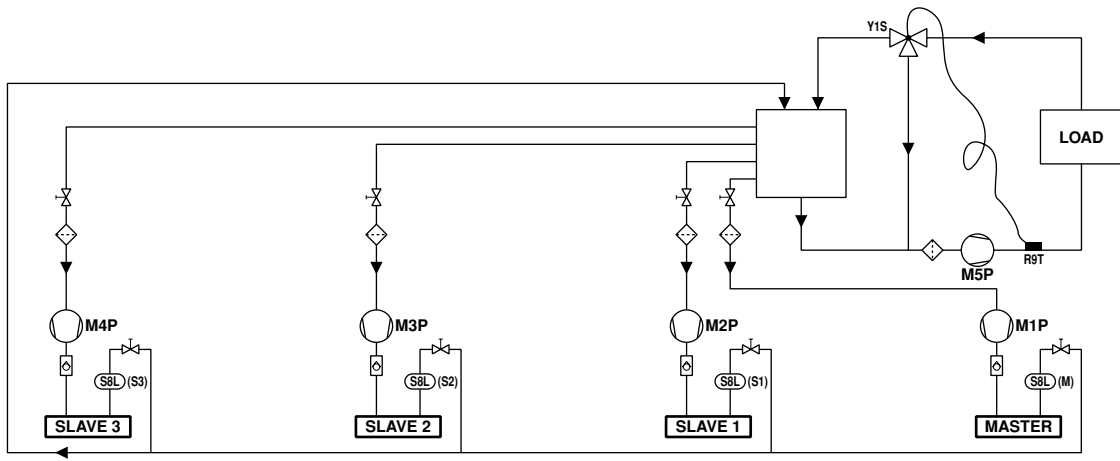 Y1S
LOAD
R9T
M5P
M4P
M3P
M2P
M1P
S8L (S3)
S8L (S2)
S8L (S1)
S8L (M)
SLAVE 3
SLAVE 2
SLAVE 1
MASTER